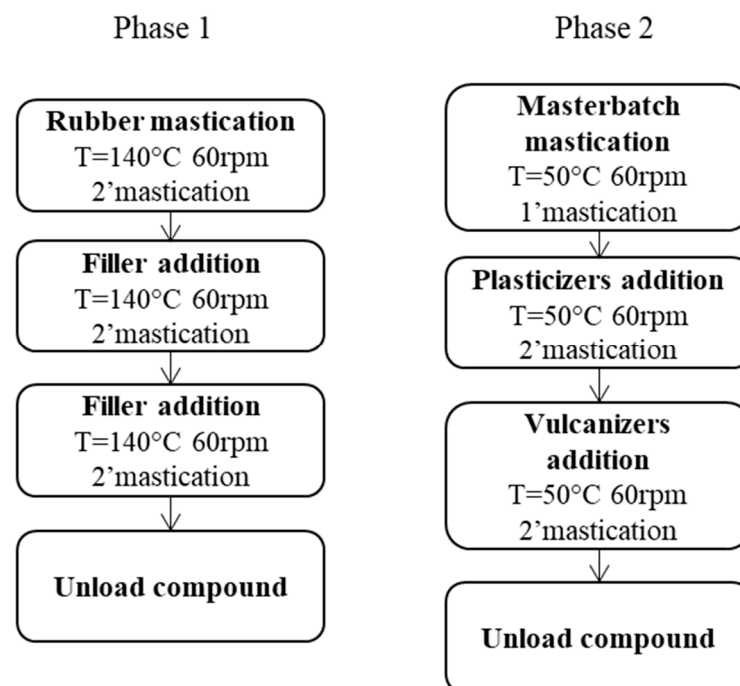 Phase 1
Rubber mastication
T=140°C 60rpm
2’mastication
Filler addition
T=140°C 60rpm
2’mastication
Filler addition
T=140°C 60rpm
2’mastication
Unload compound
Phase 2
Masterbatch
mastication
T=50°C 60rpm
1’mastication
Plasticizers addition
T=50°C 60rpm
2’mastication
Vulcanizers
addition
T=50°C 60rpm
2’mastication
Unload compound